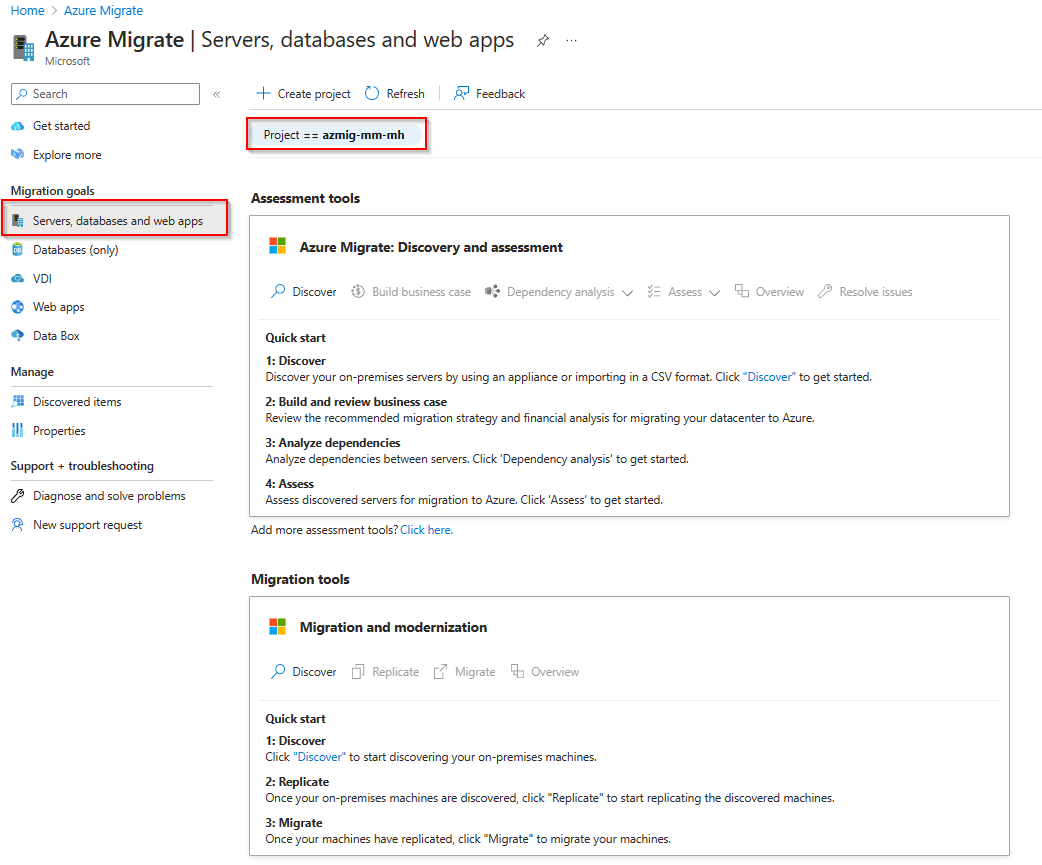 Home > Azure Migrate
Azure Migrate | Servers, databases and web apps ...
Microsoft
Search «
Get started
Explore more
Migration goals
Servers, databases and web apps
Databases (only)
VDI
Web apps
Data Box
Manage
Discovered items
Properties
Support + troubleshooting
Diagnose and solve problems
New support request
+ Create project Refresh Feedback
Project == azmig-mm-mh
Assessment tools
Azure Migrate: Discovery and assessment
Discover Build business case Dependency analysis Assess Overview Resolve issues
Quick start
1: Discover
Discover your on-premises servers by using an appliance or importing in a CSV format. Click "Discover" to get started.
2: Build and review business case
Review the recommended migration strategy and financial analysis for migrating your datacenter to Azure.
3: Analyze dependencies
Analyze dependencies between servers. Click 'Dependency analysis' to get started.
4: Assess
Assess discovered servers for migration to Azure. Click 'Assess' to get started.
Add more assessment tools? Click here.
Migration tools
Migration and modernization
Discover Replicate Migrate Overview
Quick start
1: Discover
Click "Discover" to start discovering your on-premises machines.
2: Replicate
Once your on-premises machines are discovered, click "Replicate" to start replicating the discovered machines.
3: Migrate
Once your machines have replicated, click "Migrate" to migrate your machines.